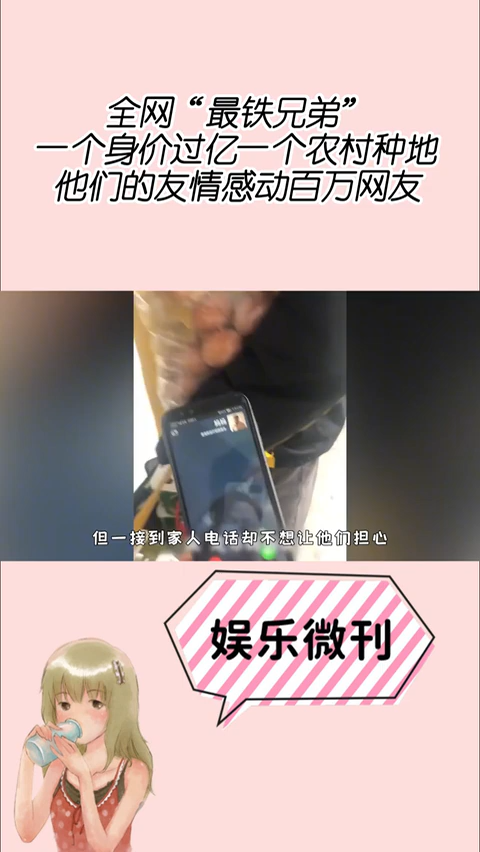 全网“最铁兄弟”
一个身价过亿一个农村种地
他们的友情感动百万网友
但一接到家人电话却不想让他们担心
娱乐微刊